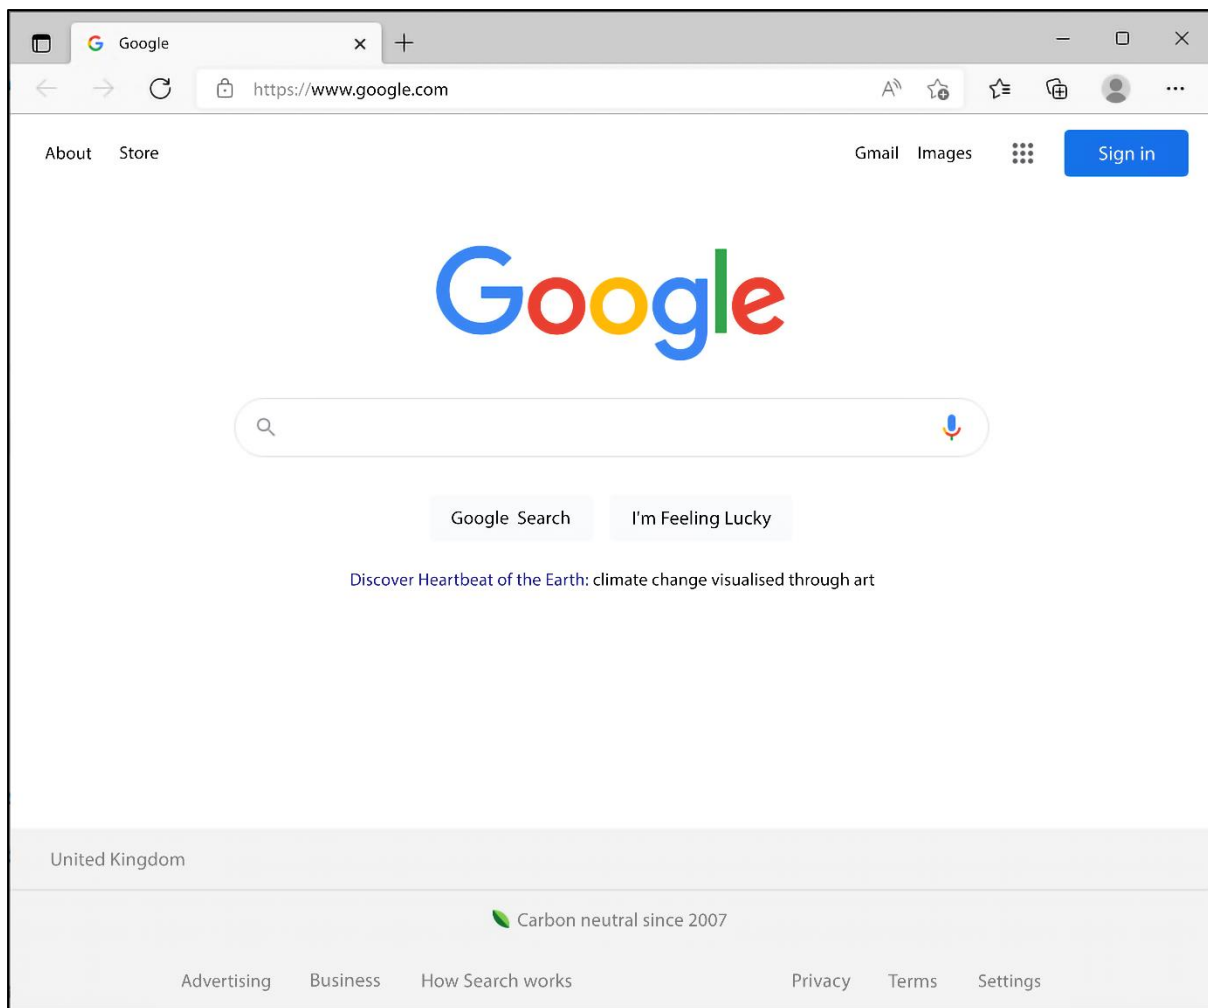 Google
https://www.google.com
About Store Gmail Images Sign in
Google
Google Search I'm Feeling Lucky
Discover Heartbeat of the Earth: climate change visualised through art
United Kingdom
Carbon neutral since 2007
Advertising Business How Search works Privacy Terms Settings